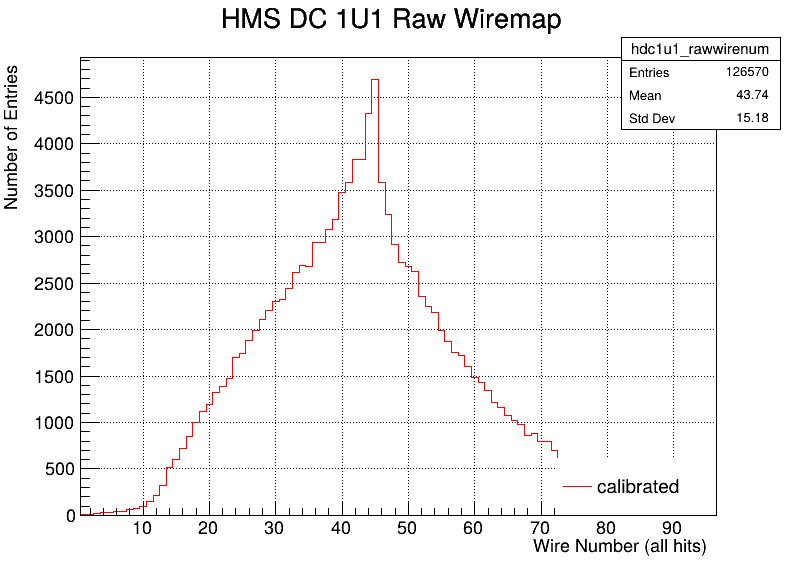 HMS DC 1U1 Raw Wiremap
hdc1u1_rawwirenum
Entries 126570
Mean 43.74
Std Dev 15.18
Number of Entries
4500
4000
3500
3000
2500
2000
1500
1000
500
0
calibrated
10 20 30 40 50 60 70 80 90
Wire Number (all hits)